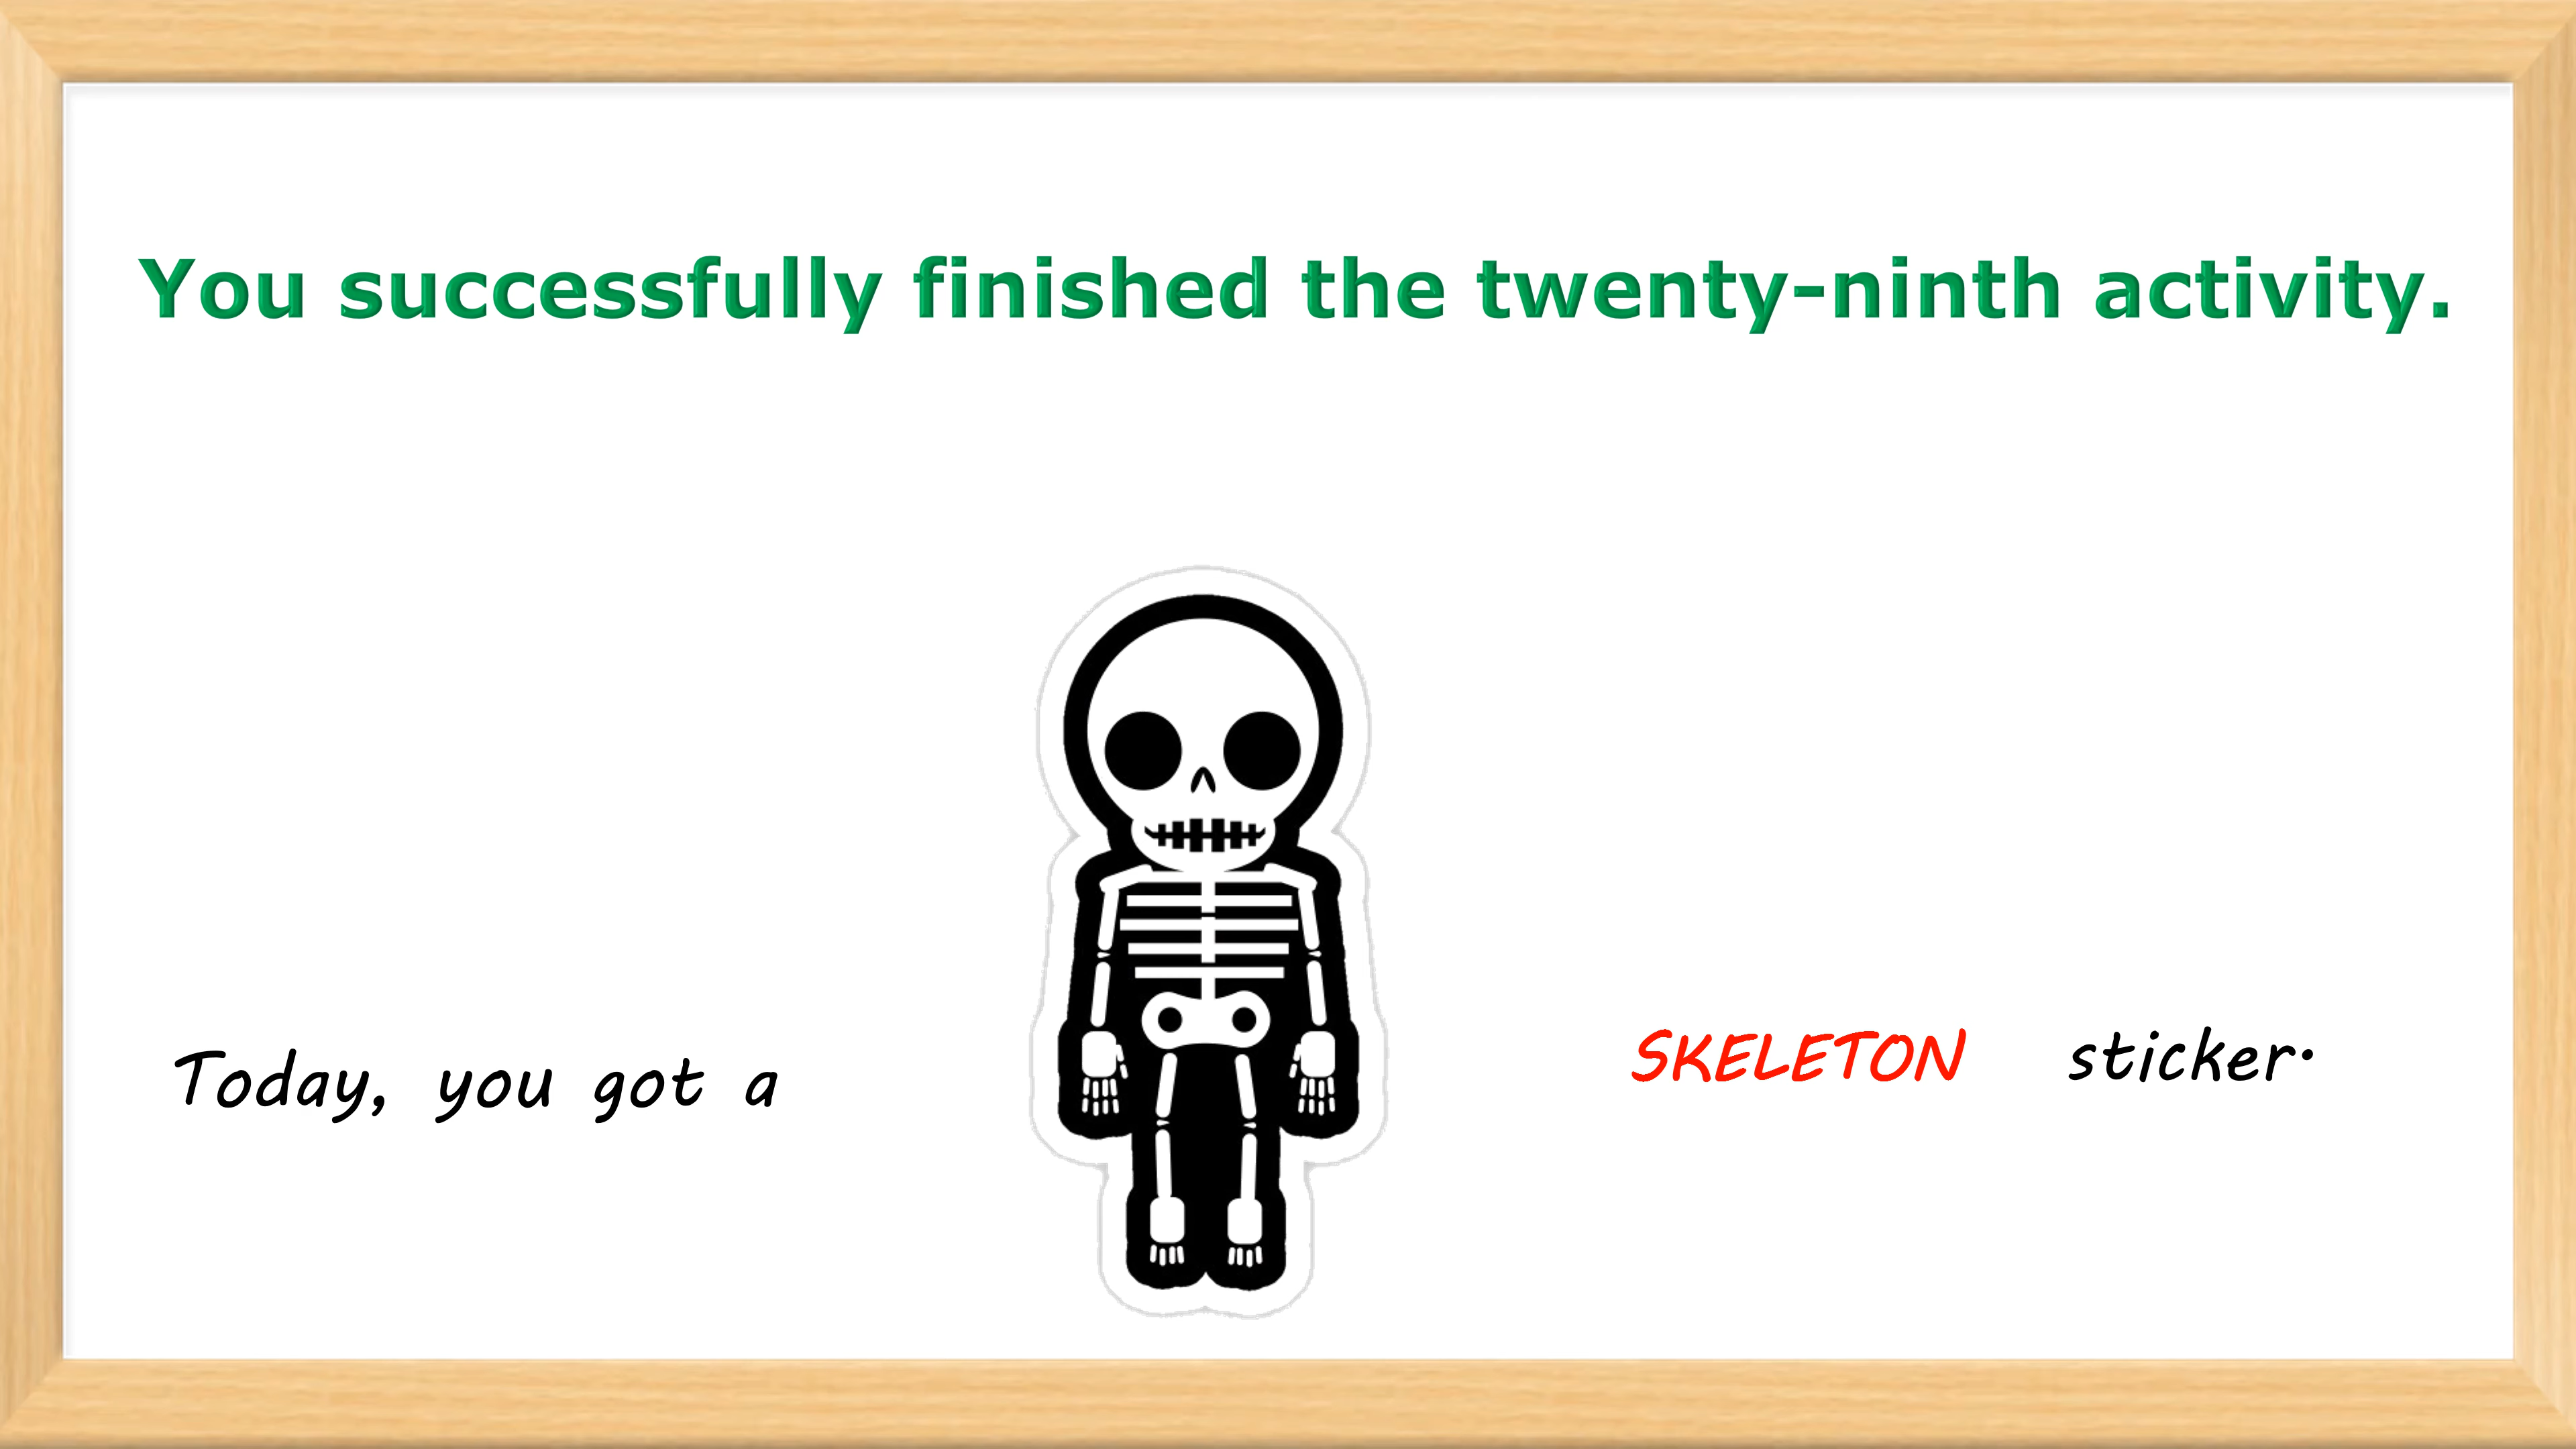 You successfully finished the twenty-ninth activity.
Today, you got a SKELETON sticker.